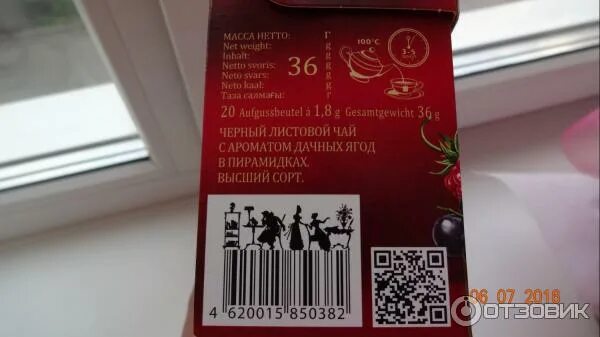 МАССА НЕТТО: г
Net weight: g
Inhalt: g
Netto svoris: 36 g
Neto svars: g
Neto kaal: g
Таза салмағы: г
100°C
3-5
20 Aufgussbeutel à 1,8 g Gesamtgewicht 36 g
ЧЕРНЫЙ ЛИСТОВОЙ ЧАЙ
С АРОМАТОМ ДАЧНЫХ ЯГОД
В ПИРАМИДКАХ.
ВЫСШИЙ СОРТ.
4 620015 850382
06 07 2018
ОТЗОВИК